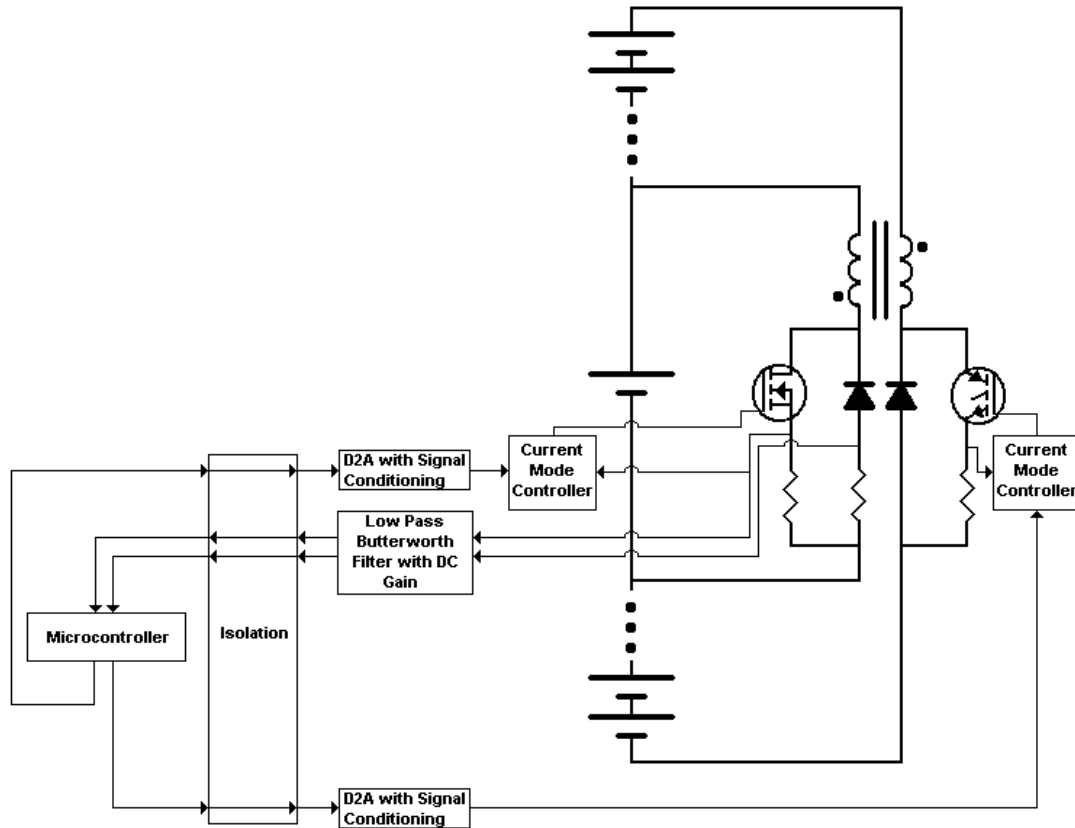 D2A with Signal
Conditioning
Current
Mode
Controller
Current
Mode
Controller
Low Pass
Butterworth
Filter with DC
Gain
Microcontroller
Isolation
D2A with Signal
Conditioning